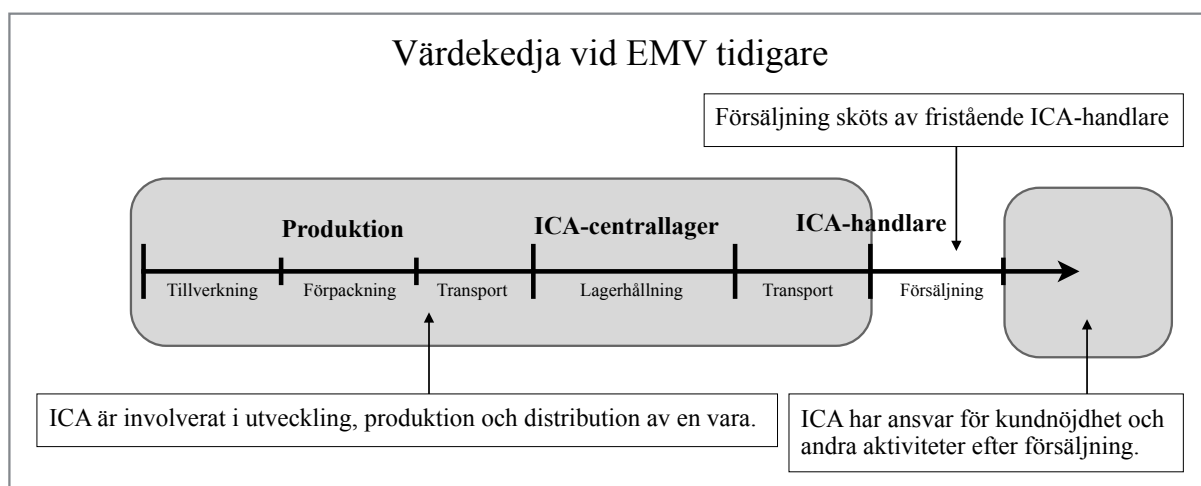 Värdekedja vid EMV tidigare
Försäljning sköts av fristående ICA-handlare
Produktion
ICA-centrallager
ICA-handlare
Tillverkning
Förpackning
Transport
Lagerhållning
Transport
Försäljning
ICA är involverat i utveckling, produktion och distribution av en vara.
ICA har ansvar för kundnöjdhet och
andra aktiviteter efter försäljning.